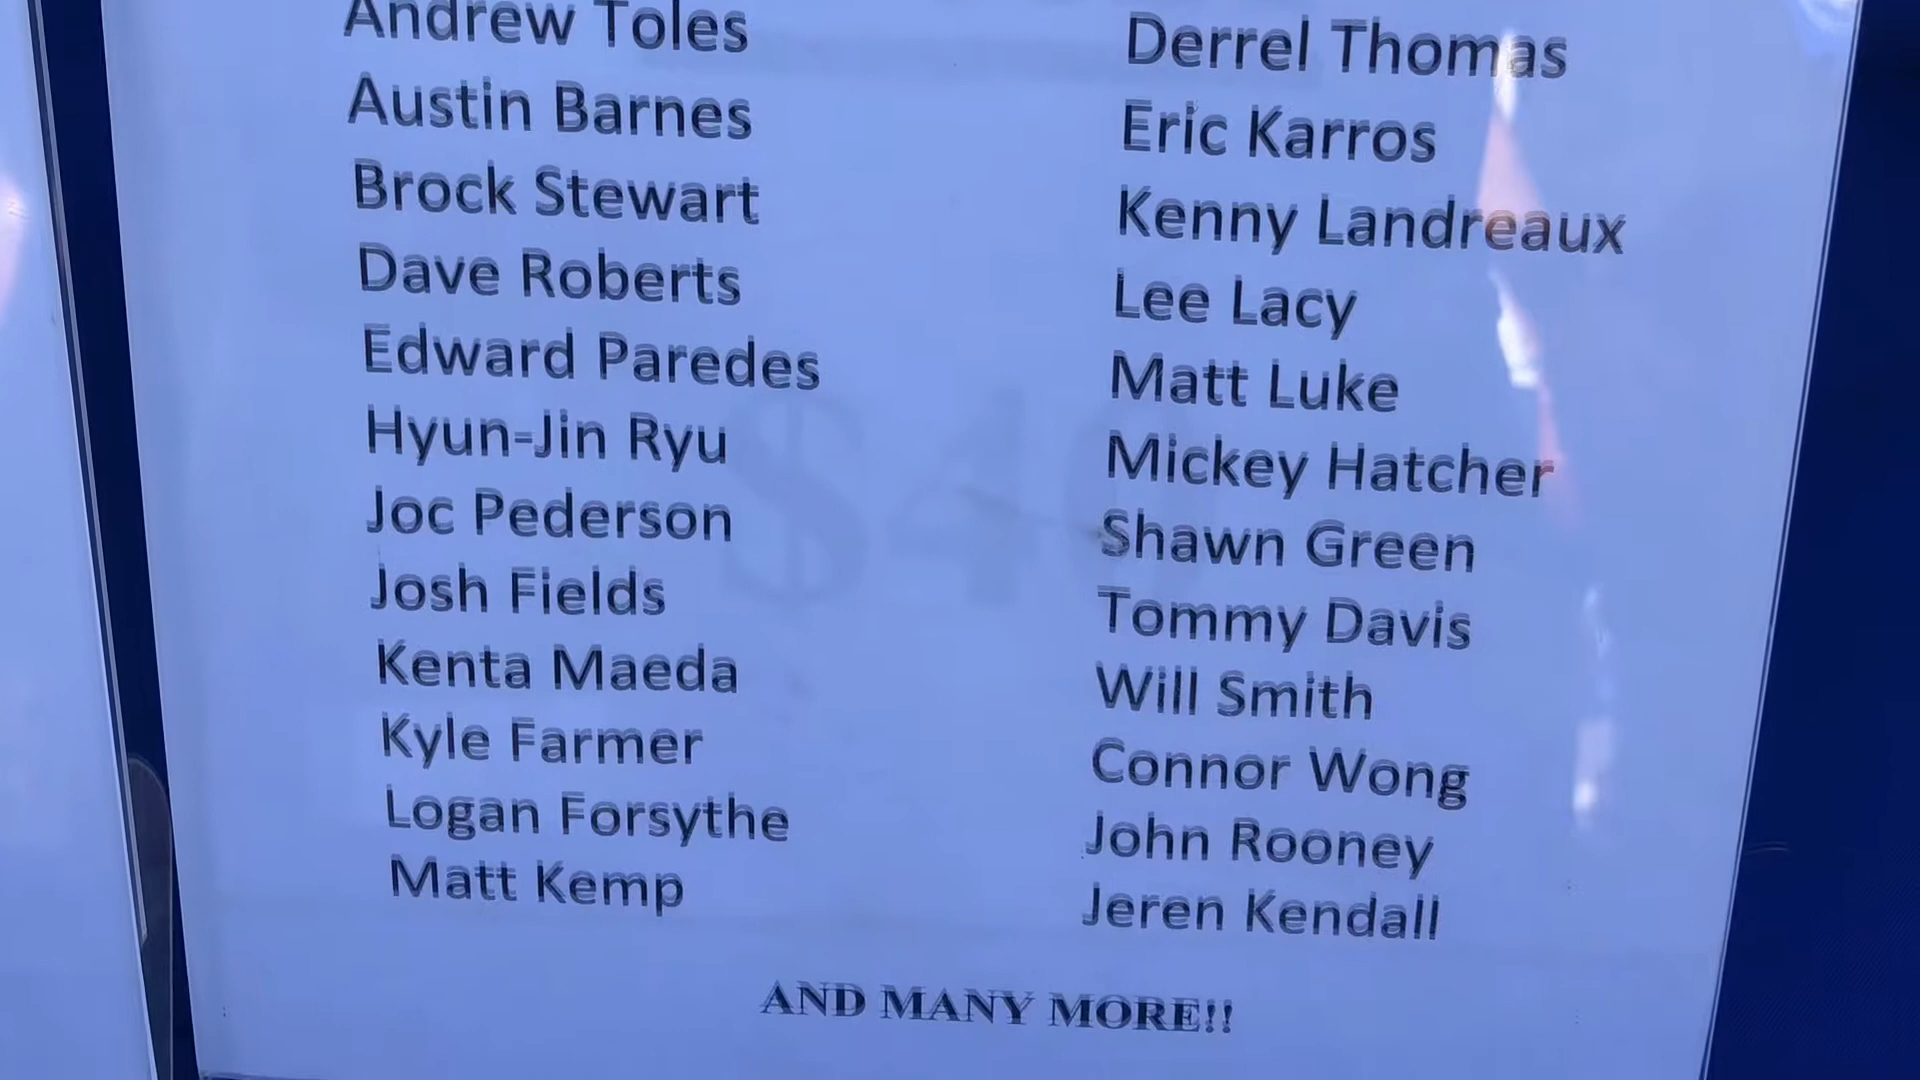 Andrew Toles
Austin Barnes
Brock Stewart
Dave Roberts
Edward Paredes
Hyun-Jin Ryu
Joc Pederson
Josh Fields
Kenta Maeda
Kyle Farmer
Logan Forsythe
Matt Kemp
Derrel Thomas
Eric Karros
Kenny Landreaux
Lee Lacy
Matt Luke
Mickey Hatcher
Shawn Green
Tommy Davis
Will Smith
Connor Wong
John Rooney
Jeren Kendall
$40
AND MANY MORE!!